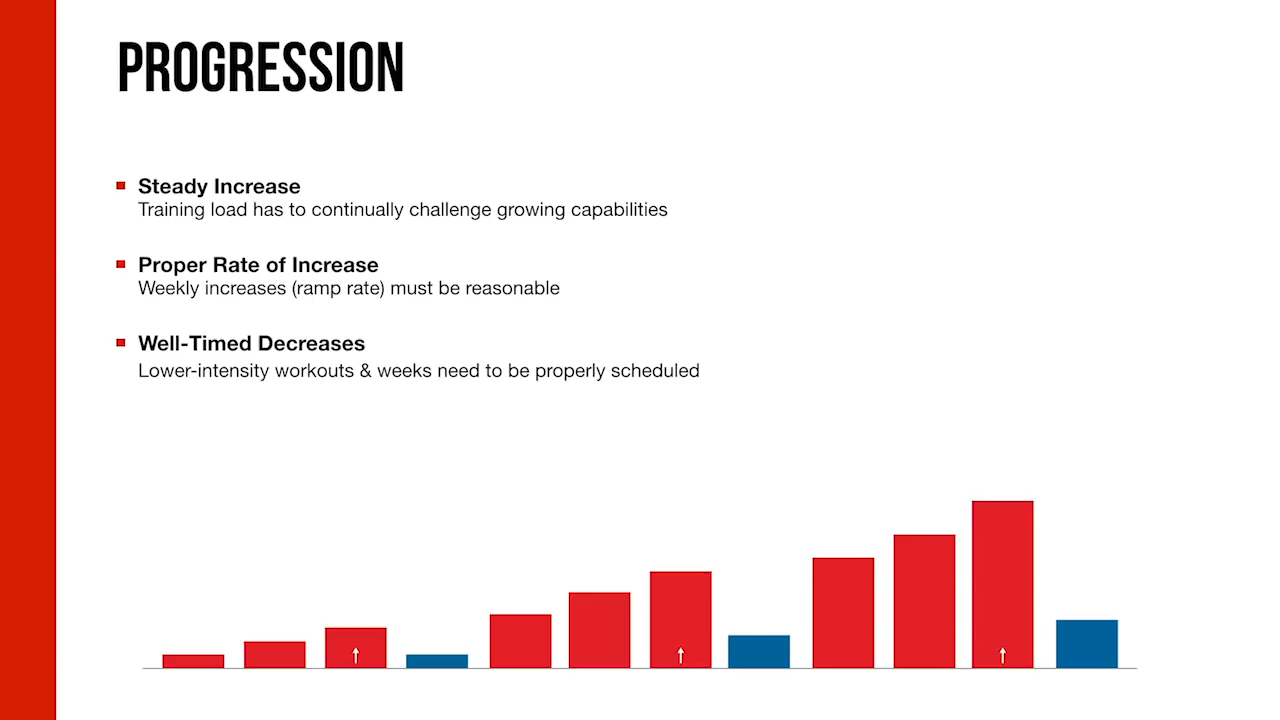 PROGRESSION
Steady Increase
Training load has to continually challenge growing capabilities
Proper Rate of Increase
Weekly increases (ramp rate) must be reasonable
Well-Timed Decreases
Lower-intensity workouts & weeks need to be properly scheduled